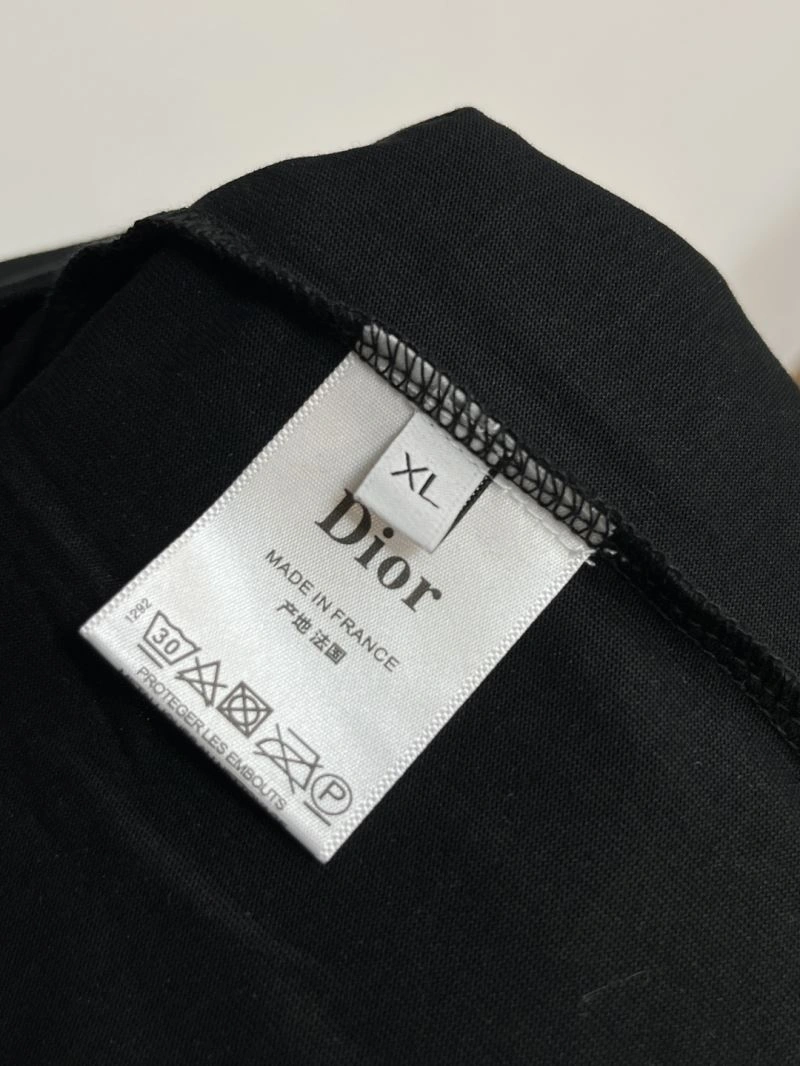 XL
Dior
MADE IN FRANCE
产地 法国
1292
30
P
PROTEGER LES EMBOUTS